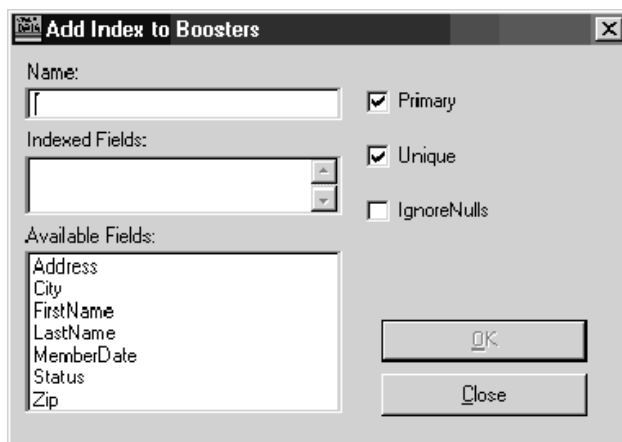 Add Index to Boosters
Name:
Primary
Indexed Fields:
Unique
IgnoreNulls
Available Fields:
Address
City
FirstName
LastName
MemberDate
Status
Zip
OK
Close